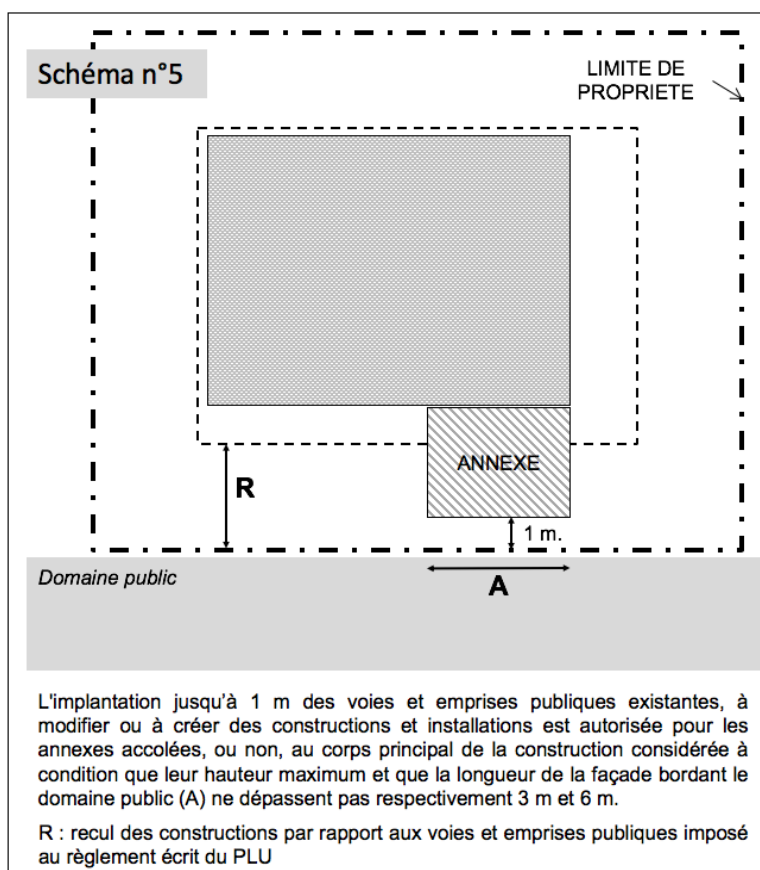 Schéma n°5
LIMITE DE
PROPRIETE
ANNEXE
R
1 m.
Domaine public
A
L'implantation jusqu'à 1 m des voies et emprises publiques existantes, à
modifier ou à créer des constructions et installations est autorisée pour les
annexes accolées, ou non, au corps principal de la construction considérée à
condition que leur hauteur maximum et que la longueur de la façade bordant le
domaine public (A) ne dépassent pas respectivement 3 m et 6 m.
R : recul des constructions par rapport aux voies et emprises publiques imposé
au règlement écrit du PLU